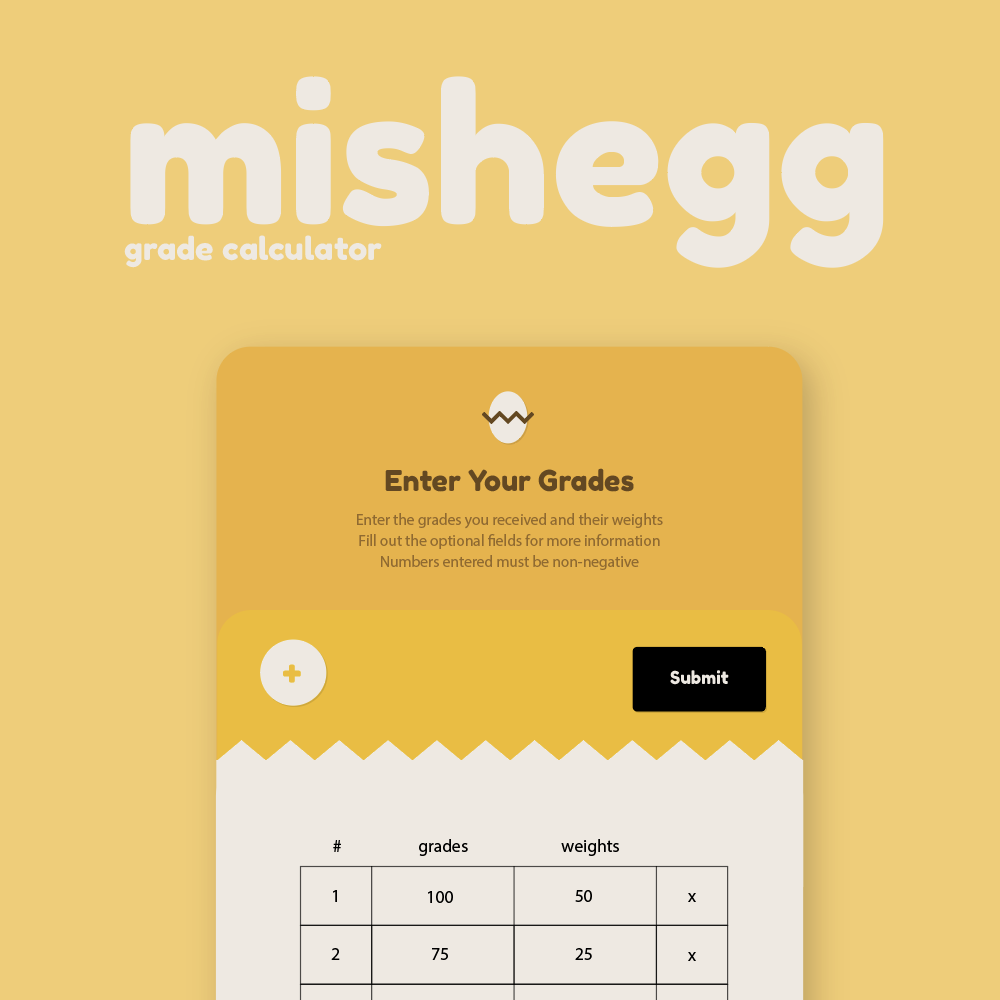 mishegg
grade calculator
Enter Your Grades
Enter the grades you received and their weights
Fill out the optional fields for more information
Numbers entered must be non-negative
+ Submit
# grades weights
1 100 50 x
2 75 25 x